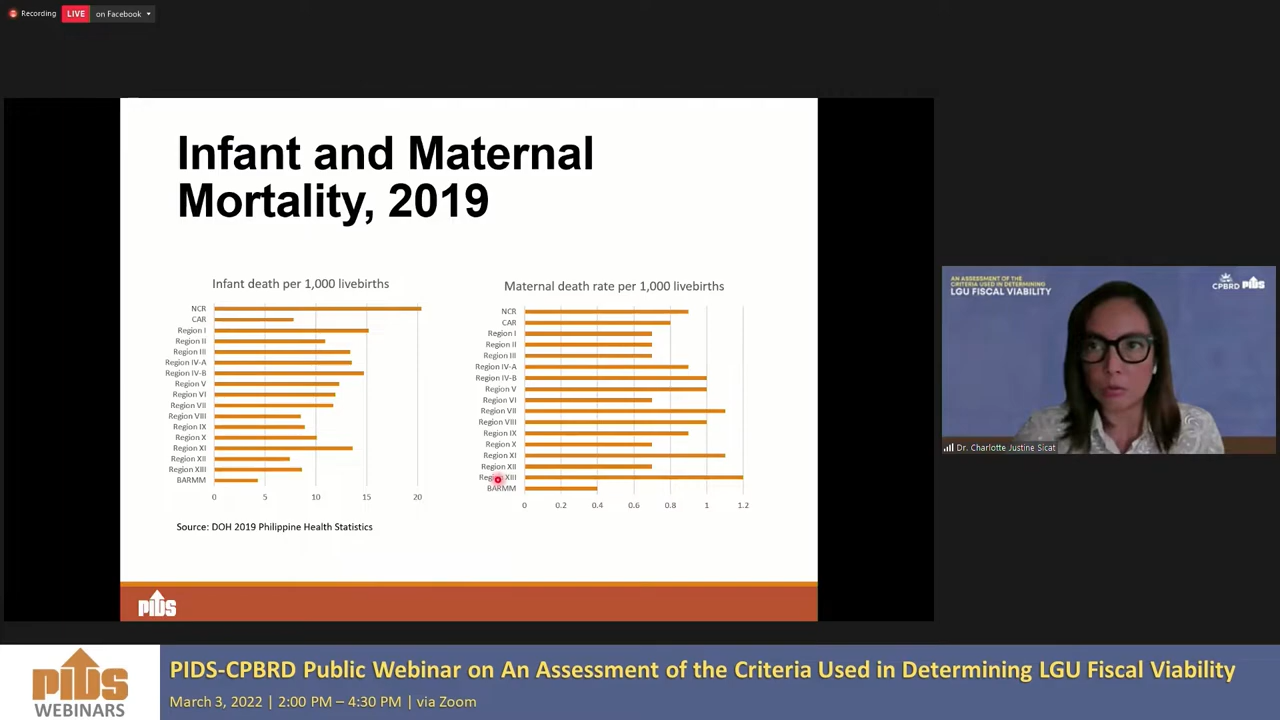 Recording
LIVE
on Facebook
Infant and Maternal
Mortality, 2019
Infant death per 1,000 livebirths
NCR
CAR
Region I
Region II
Region III
Region IV-A
Region IV-B
Region V
Region VI
Region VII
Region VIII
Region IX
Region X
Region XI
Region XII
Region XIII
BARMM
0 5 10 15 20
Maternal death rate per 1,000 livebirths
NCR
CAR
Region I
Region II
Region III
Region IV-A
Region IV-B
Region V
Region VI
Region VII
Region VIII
Region IX
Region X
Region XI
Region XII
Region XIII
BARMM
0 0.2 0.4 0.6 0.8 1 1.2
Source: DOH 2019 Philippine Health Statistics
PIDS
AN ASSESSMENT OF THE
CRITERIA USED IN DETERMINING
LGU FISCAL VIABILITY
CPBRD PIDS
Dr. Charlotte Justine Sicat
PIDS
WEBINARS
PIDS-CPBRD Public Webinar on An Assessment of the Criteria Used in Determining LGU Fiscal Viability
March 3, 2022 | 2:00 PM – 4:30 PM | via Zoom